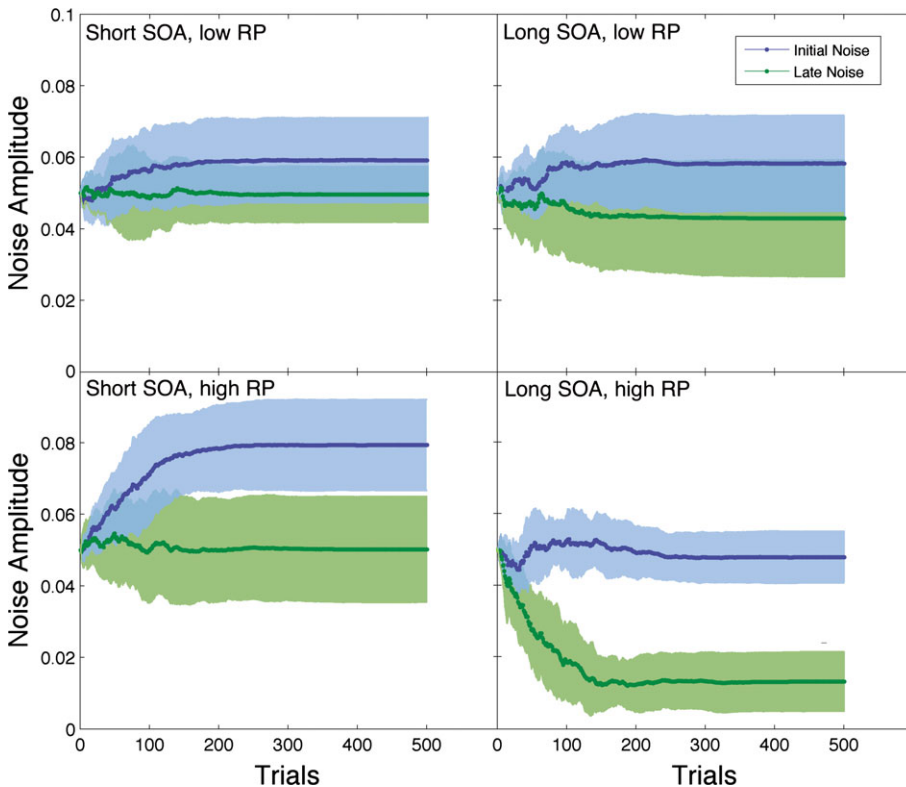 Short SOA, low RP
Long SOA, low RP
Initial Noise
Late Noise
Noise Amplitude
0.1
0.08
0.06
0.04
0.02
0
Short SOA, high RP
Long SOA, high RP
Noise Amplitude
0.08
0.06
0.04
0.02
0
0 100 200 300 400 500
0 100 200 300 400 500
Trials
Trials